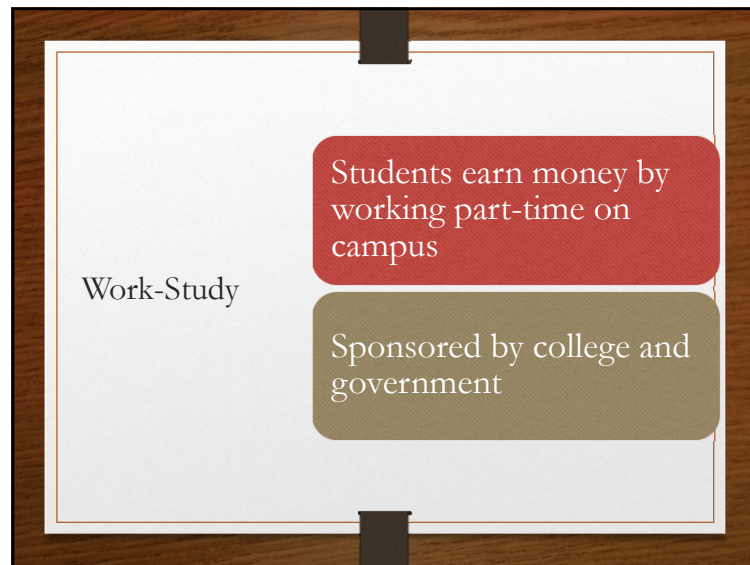 Work-Study
Students earn money by
working part-time on
campus
Sponsored by college and
government